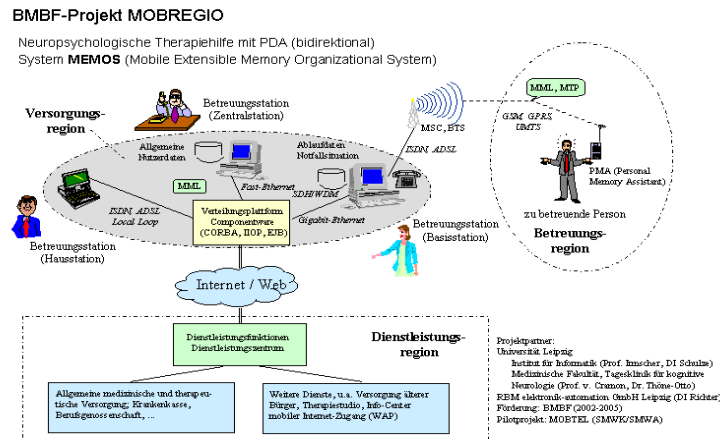 BMBF-Projekt MOBREGIO
Neuropsychologische Therapiehilfe mit PDA (bidirektional)
System MEMOS (Mobile Extensible Memory Organizational System)
Versorgungs-
region
Betreuungsstation
(Zentralstation)
MML, MTP
GSM, GPRS,
UMTS
MSC, BTS
ISDN, ADSL
Allgemeine
Nutzerdaten
Ablaufdaten
Notfallsituation
PMA (Personal
Memory Assistant)
MML
Fast-Ethernet
SDH/WDM
ISDN, ADSL
Local Loop
Verteilungsplattform
Componentware
(CORBA, IIOP, EJB)
Gigabit-Ethernet
zu betreuende Person
Betreuungs-
region
Betreuungsstation
(Hausstation)
Betreuungsstation
(Basisstation)
Internet / Web
Dienstleistungsfunktionen
Dienstleistungszentrum
Dienstleistungs-
region
Allgemeine medizinische und therapeu-
tische Versorgung; Krankenkasse,
Berufsgenossenschaft, ...
Weitere Dienste, u.a. Versorgung älterer
Bürger, Therapiestudio, Info-Center
mobiler Internet-Zugang (WAP)
Projektpartner:
Universität Leipzig
Institut für Informatik (Prof. Irmscher, DI Schulze)
Medizinische Fakultät, Tagesklinik für kognitive
Neurologie (Prof. v. Cramon, Dr. Thöne-Otto)
RBM elektronik-automation GmbH Leipzig (DI Richter)
Förderung: BMBF (2002-2005)
Pilotprojekt: MOBTEL (SMWK/SMWA)